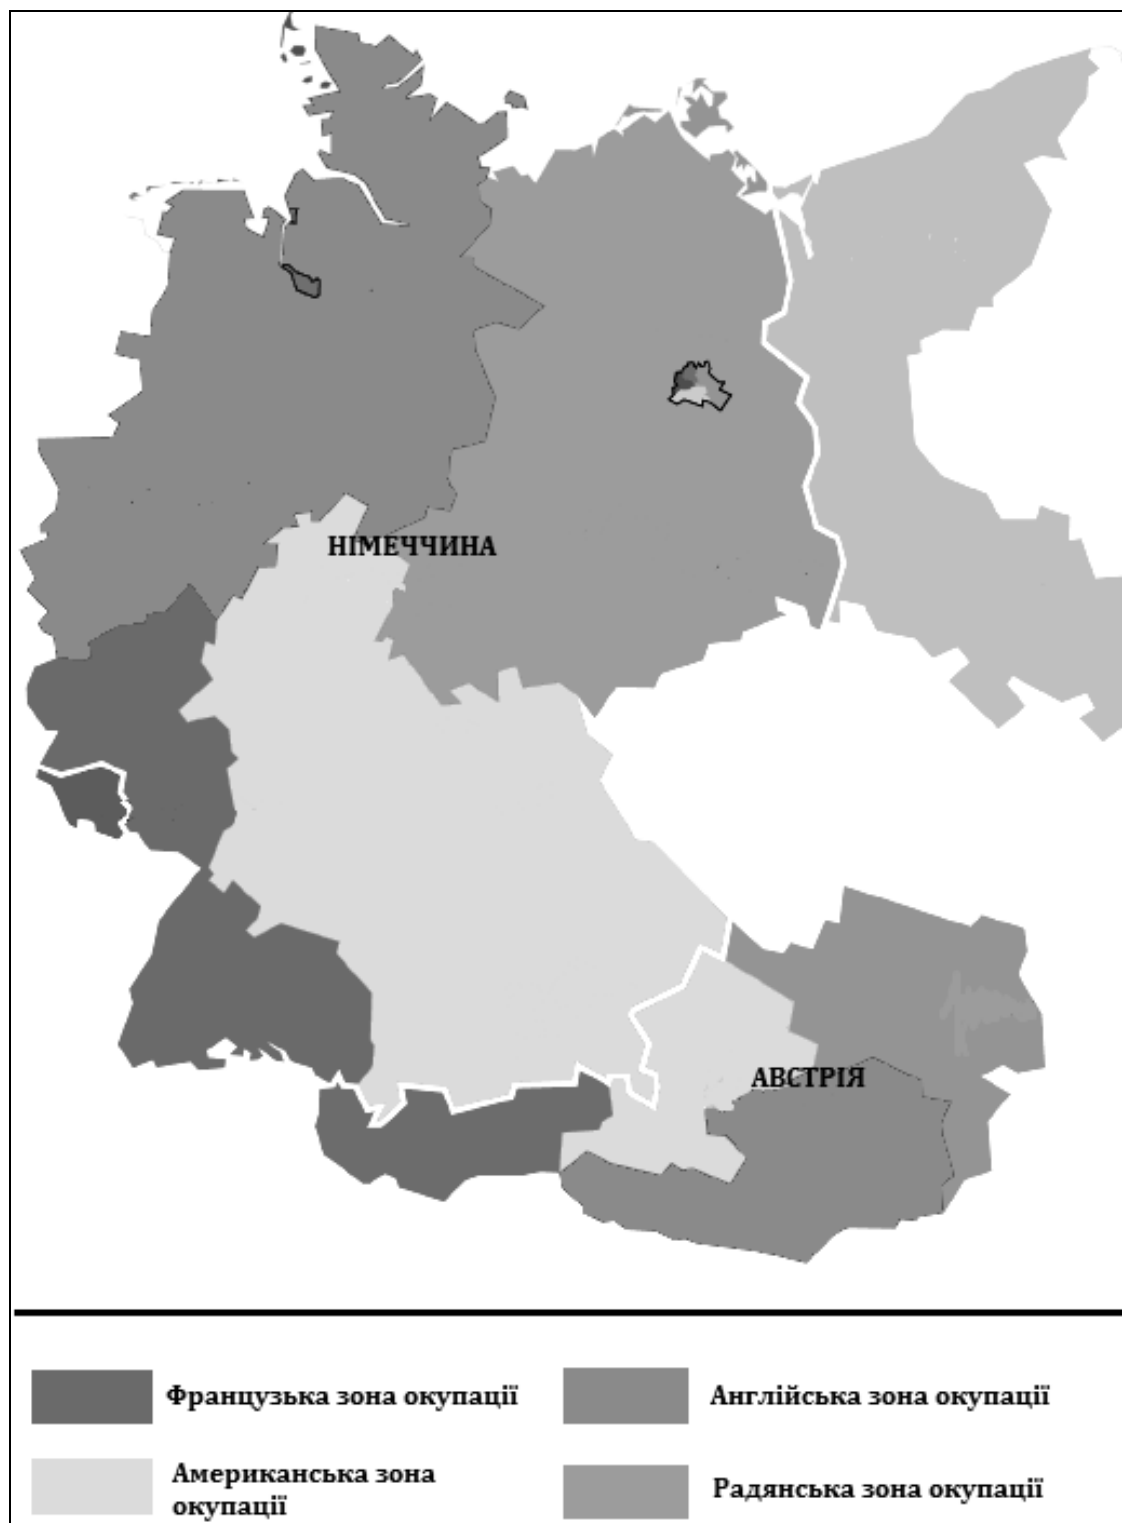 НІМЕЧЧИНА
АВСТРІЯ
Французька зона окупації
Англійська зона окупації
Американська зона
окупації
Радянська зона окупації